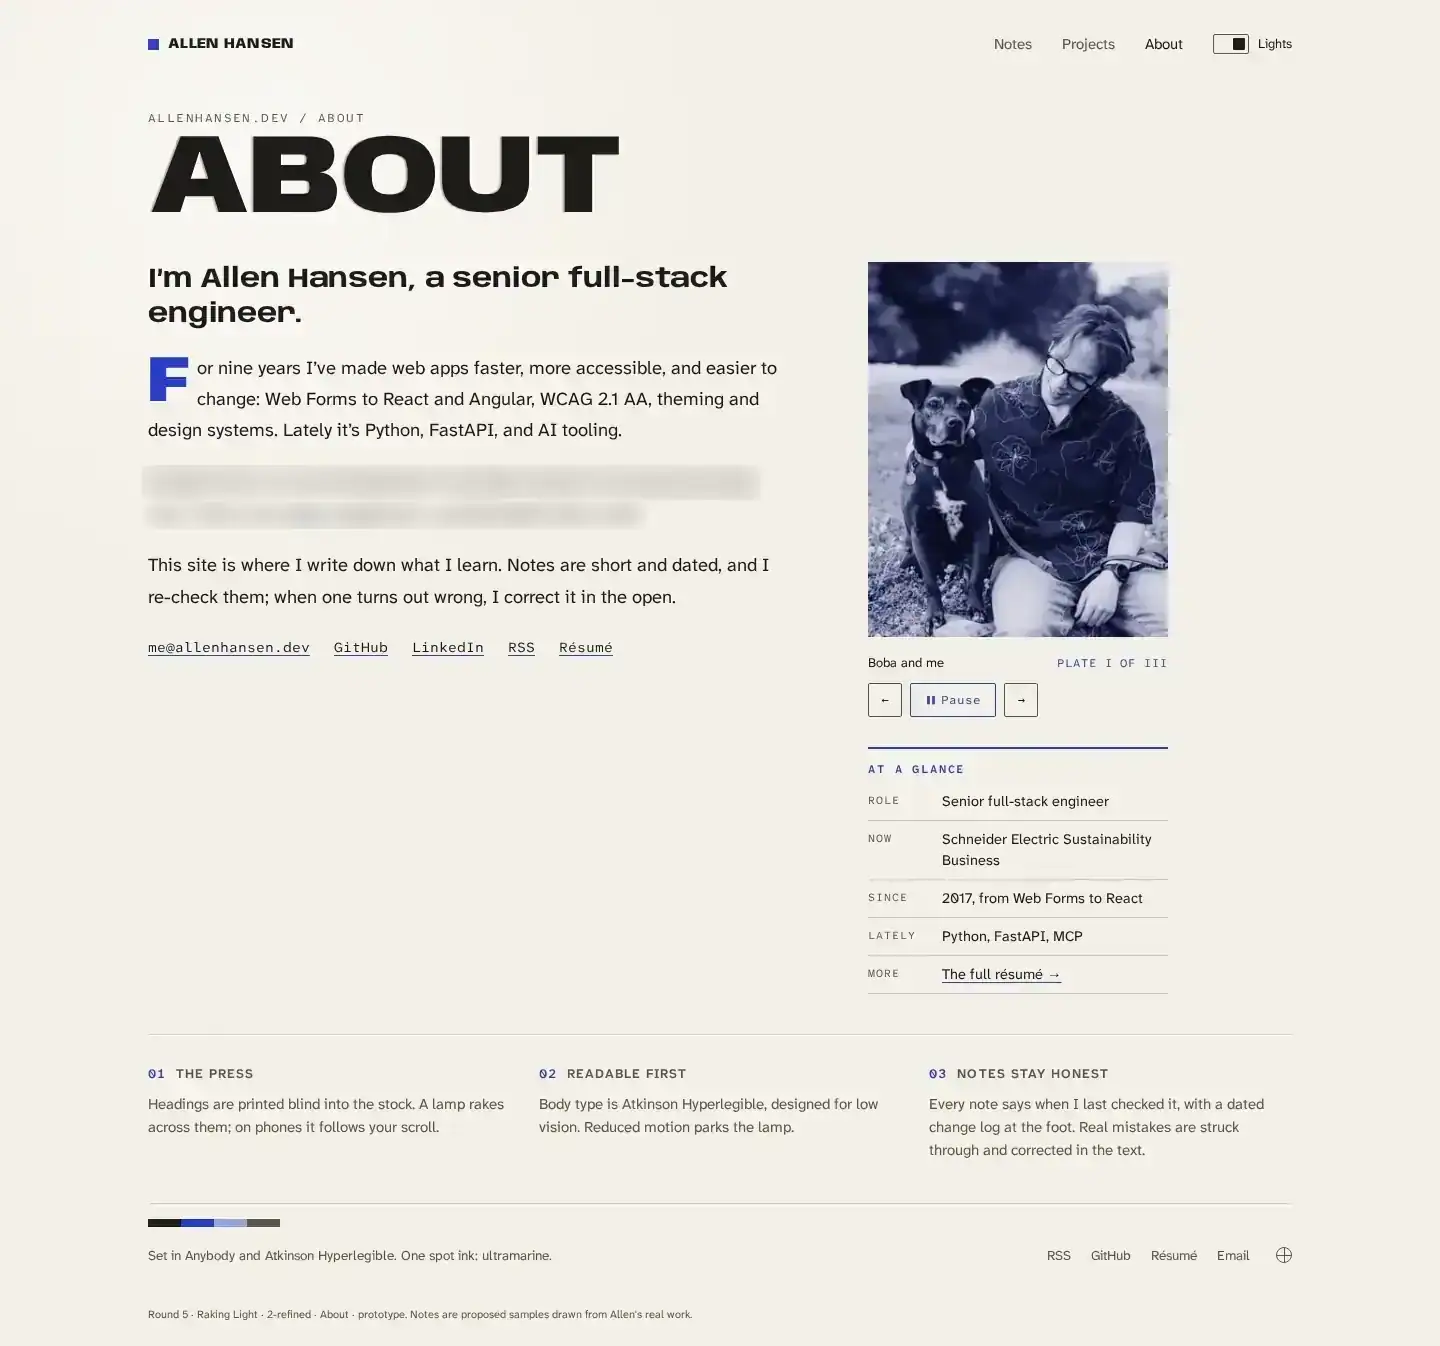 ALLEN HANSEN
Notes Projects About Lights
ALLENHANSEN.DEV / ABOUT
ABOUT
I'm Allen Hansen, a senior full-stack
engineer.
For nine years I’ve made web apps faster, more accessible, and easier to
change: Web Forms to React and Angular, WCAG 2.1 AA, theming and
design systems. Lately it’s Python, FastAPI, and AI tooling.
This site is where I write down what I learn. Notes are short and dated, and I
re-check them; when one turns out wrong, I correct it in the open.
me@allenhansen.dev GitHub LinkedIn RSS Résumé
Boba and me PLATE I OF III
← Pause →
AT A GLANCE
ROLE Senior full-stack engineer
NOW Schneider Electric Sustainability
Business
SINCE 2017, from Web Forms to React
LATELY Python, FastAPI, MCP
MORE The full résumé →
01 THE PRESS
Headings are printed blind into the stock. A lamp rakes
across them; on phones it follows your scroll.
02 READABLE FIRST
Body type is Atkinson Hyperlegible, designed for low
vision. Reduced motion parks the lamp.
03 NOTES STAY HONEST
Every note says when I last checked it, with a dated
change log at the foot. Real mistakes are struck
through and corrected in the text.
Set in Anybody and Atkinson Hyperlegible. One spot ink: ultramarine.
RSS GitHub Résumé Email
Round 5 · Raking Light · 2-refined · About · prototype. Notes are proposed samples drawn from Allen's real work.